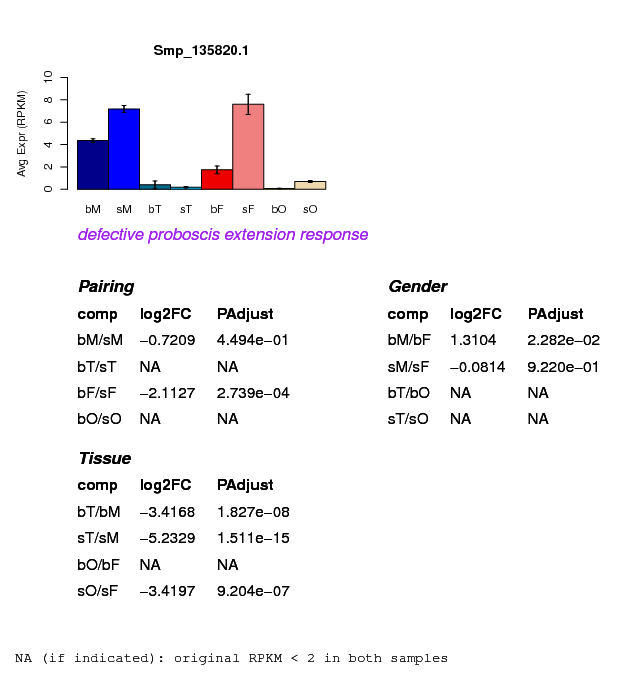 Smp_135820.1
Avg Expr (RPKM)
10
8
6
4
2
0
bM sM bT sT bF sF bO sO
defective proboscis extension response
Pairing
comp log2FC PAdjust
bM/sM −0.7209 4.494e−01
bT/sT NA NA
bF/sF −2.1127 2.739e−04
bO/sO NA NA
Gender
comp log2FC PAdjust
bM/bF 1.3104 2.282e−02
sM/sF −0.0814 9.220e−01
bT/bO NA NA
sT/sO NA NA
Tissue
comp log2FC PAdjust
bT/bM −3.4168 1.827e−08
sT/sM −5.2329 1.511e−15
bO/bF NA NA
sO/sF −3.4197 9.204e−07
NA (if indicated): original RPKM < 2 in both samples